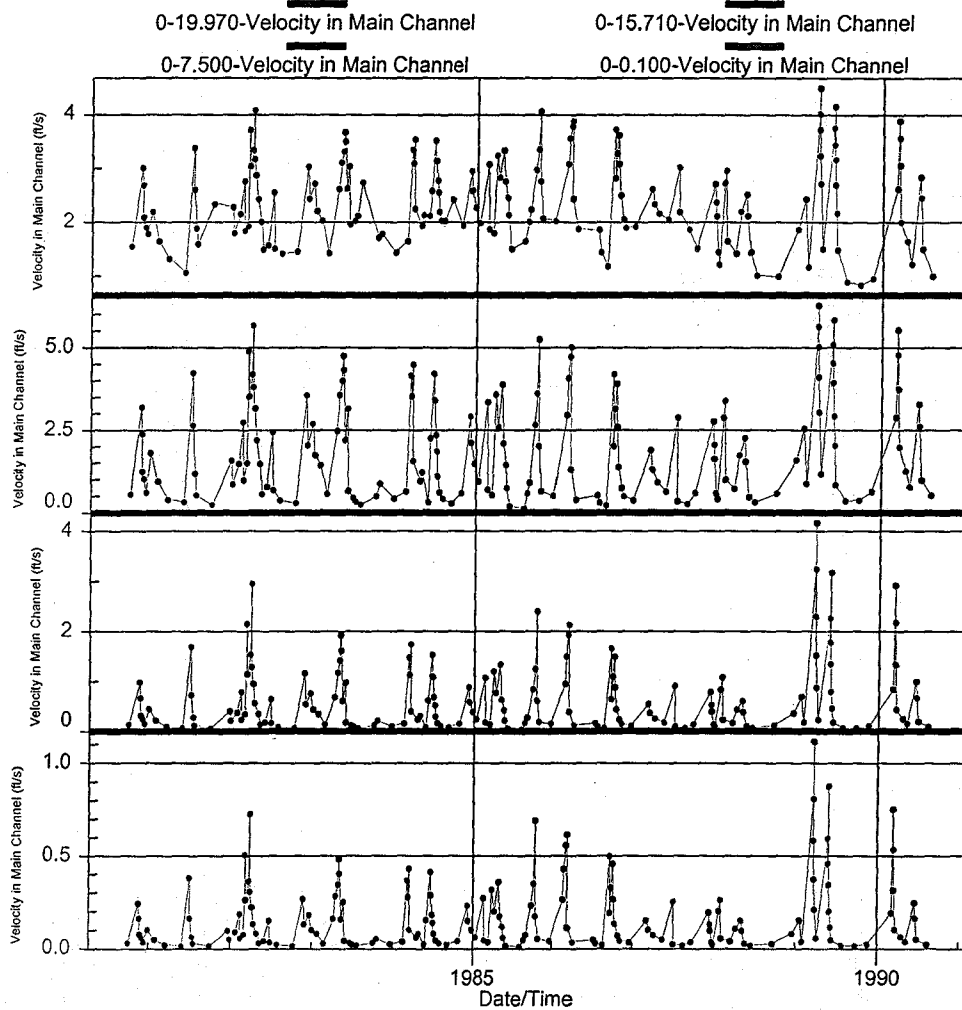 0-19.970-Velocity in Main Channel
0-15.710-Velocity in Main Channel
0-7.500-Velocity in Main Channel
0-0.100-Velocity in Main Channel
Velocity in Main Channel (ft/s)
4
2
Velocity in Main Channel (ft/s)
5.0
2.5
0.0
Velocity in Main Channel (ft/s)
4
2
0
Velocity in Main Channel (ft/s)
1.0
0.5
0.0
1985
1990
Date/Time